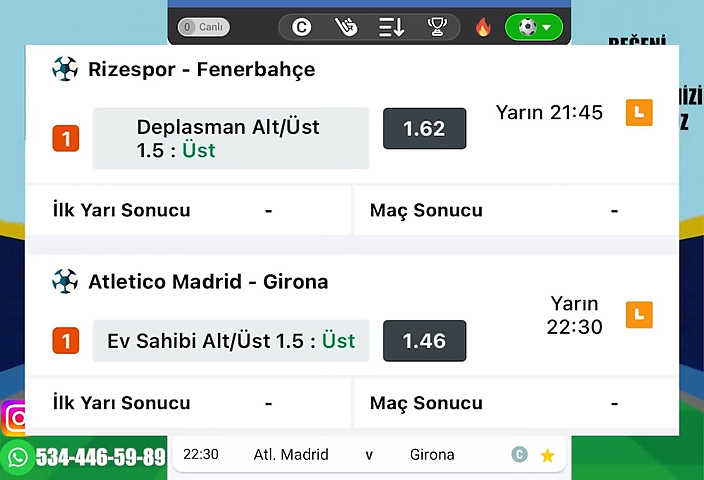 0 Canlı
C
BEĞENİ
Rizespor - Fenerbahçe
1
Deplasman Alt/Üst
1.5 : Üst
1.62
Yarın 21:45
L
İlk Yarı Sonucu
-
Maç Sonucu
-
Atletico Madrid - Girona
1
Ev Sahibi Alt/Üst 1.5 : Üst
1.46
Yarın
22:30
L
İlk Yarı Sonucu
-
Maç Sonucu
-
534-446-59-89
22:30 Atl. Madrid v Girona C